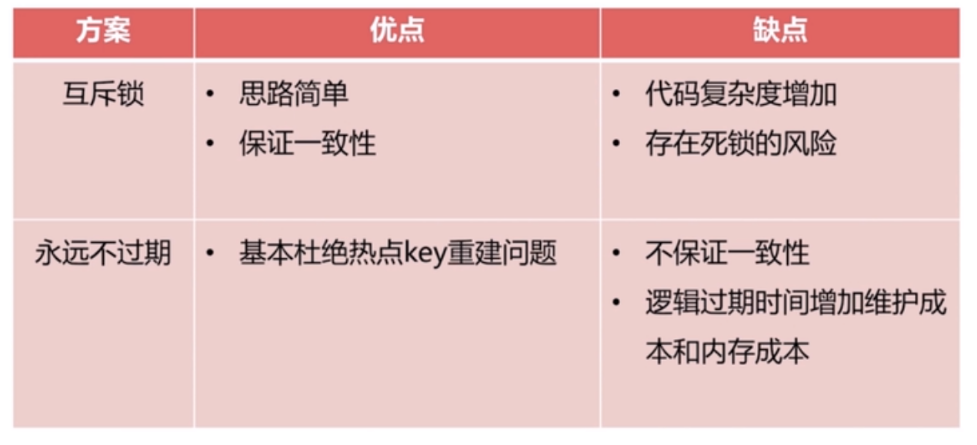 方案 优点 缺点
互斥锁
• 思路简单
• 保证一致性
• 代码复杂度增加
• 存在死锁的风险
永远不过期
• 基本杜绝热点key重建问题
• 不保证一致性
• 逻辑过期时间增加维护成
本和内存成本